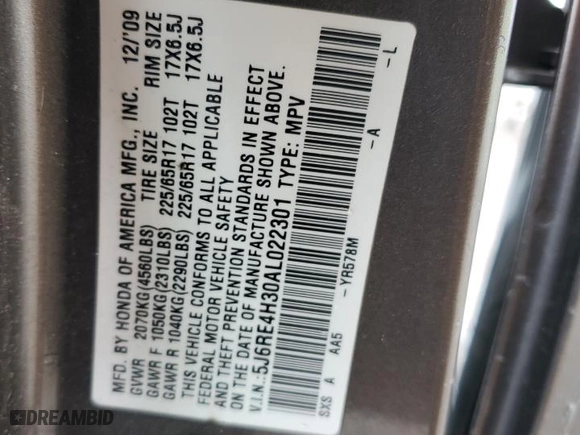 MFD. BY HONDA OF AMERICA MFG., INC. 12/'09
GVWR 2070KG(4560LBS) TIRE SIZE RIM SIZE
GAWR F 1050KG(2310LBS) 225/65R17 102T 17X6.5J
GAWR R 1040KG(2290LBS) 225/65R17 102T 17X6.5J
THIS VEHICLE CONFORMS TO ALL APPLICABLE
FEDERAL MOTOR VEHICLE SAFETY
AND THEFT PREVENTION STANDARDS IN EFFECT
ON THE DATE OF MANUFACTURE SHOWN ABOVE.
V.I.N.: 5J6RE4H30AL022301 TYPE: MPV
SXS A AA5 -YR578M -A -L
DREAMBID